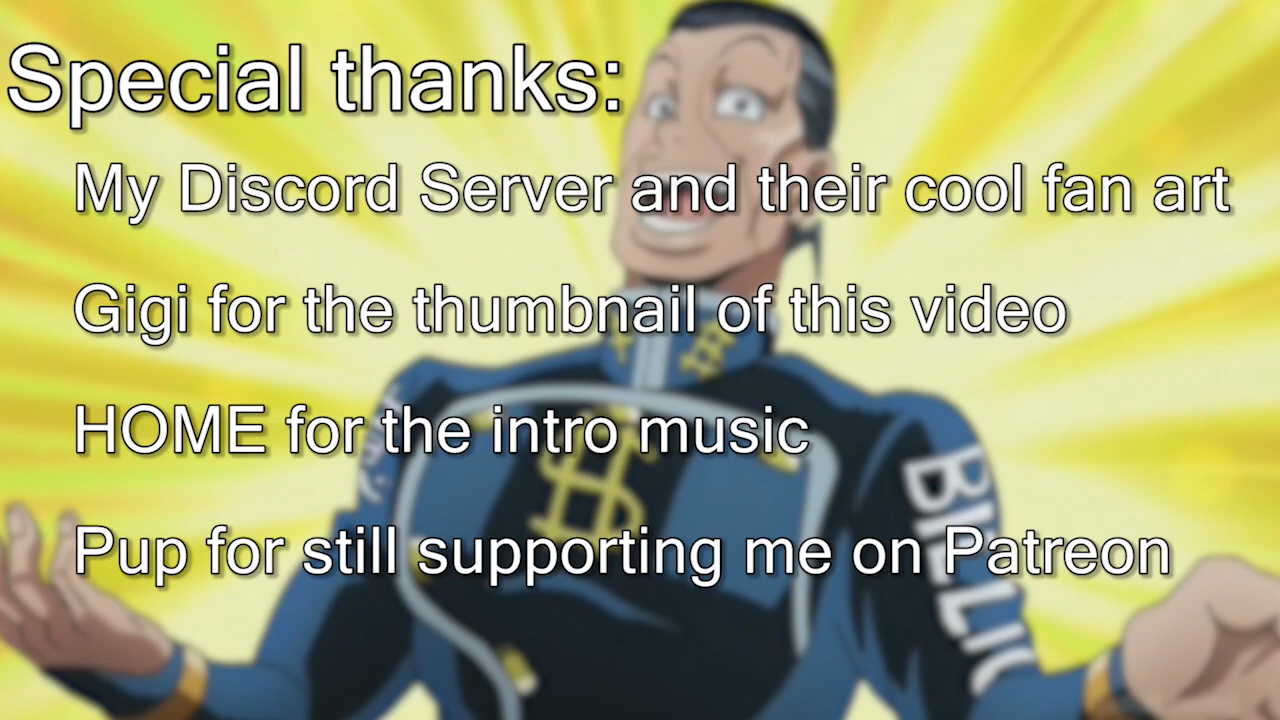 Special thanks:
My Discord Server and their cool fan art
Gigi for the thumbnail of this video
HOME for the intro music
Pup for still supporting me on Patreon